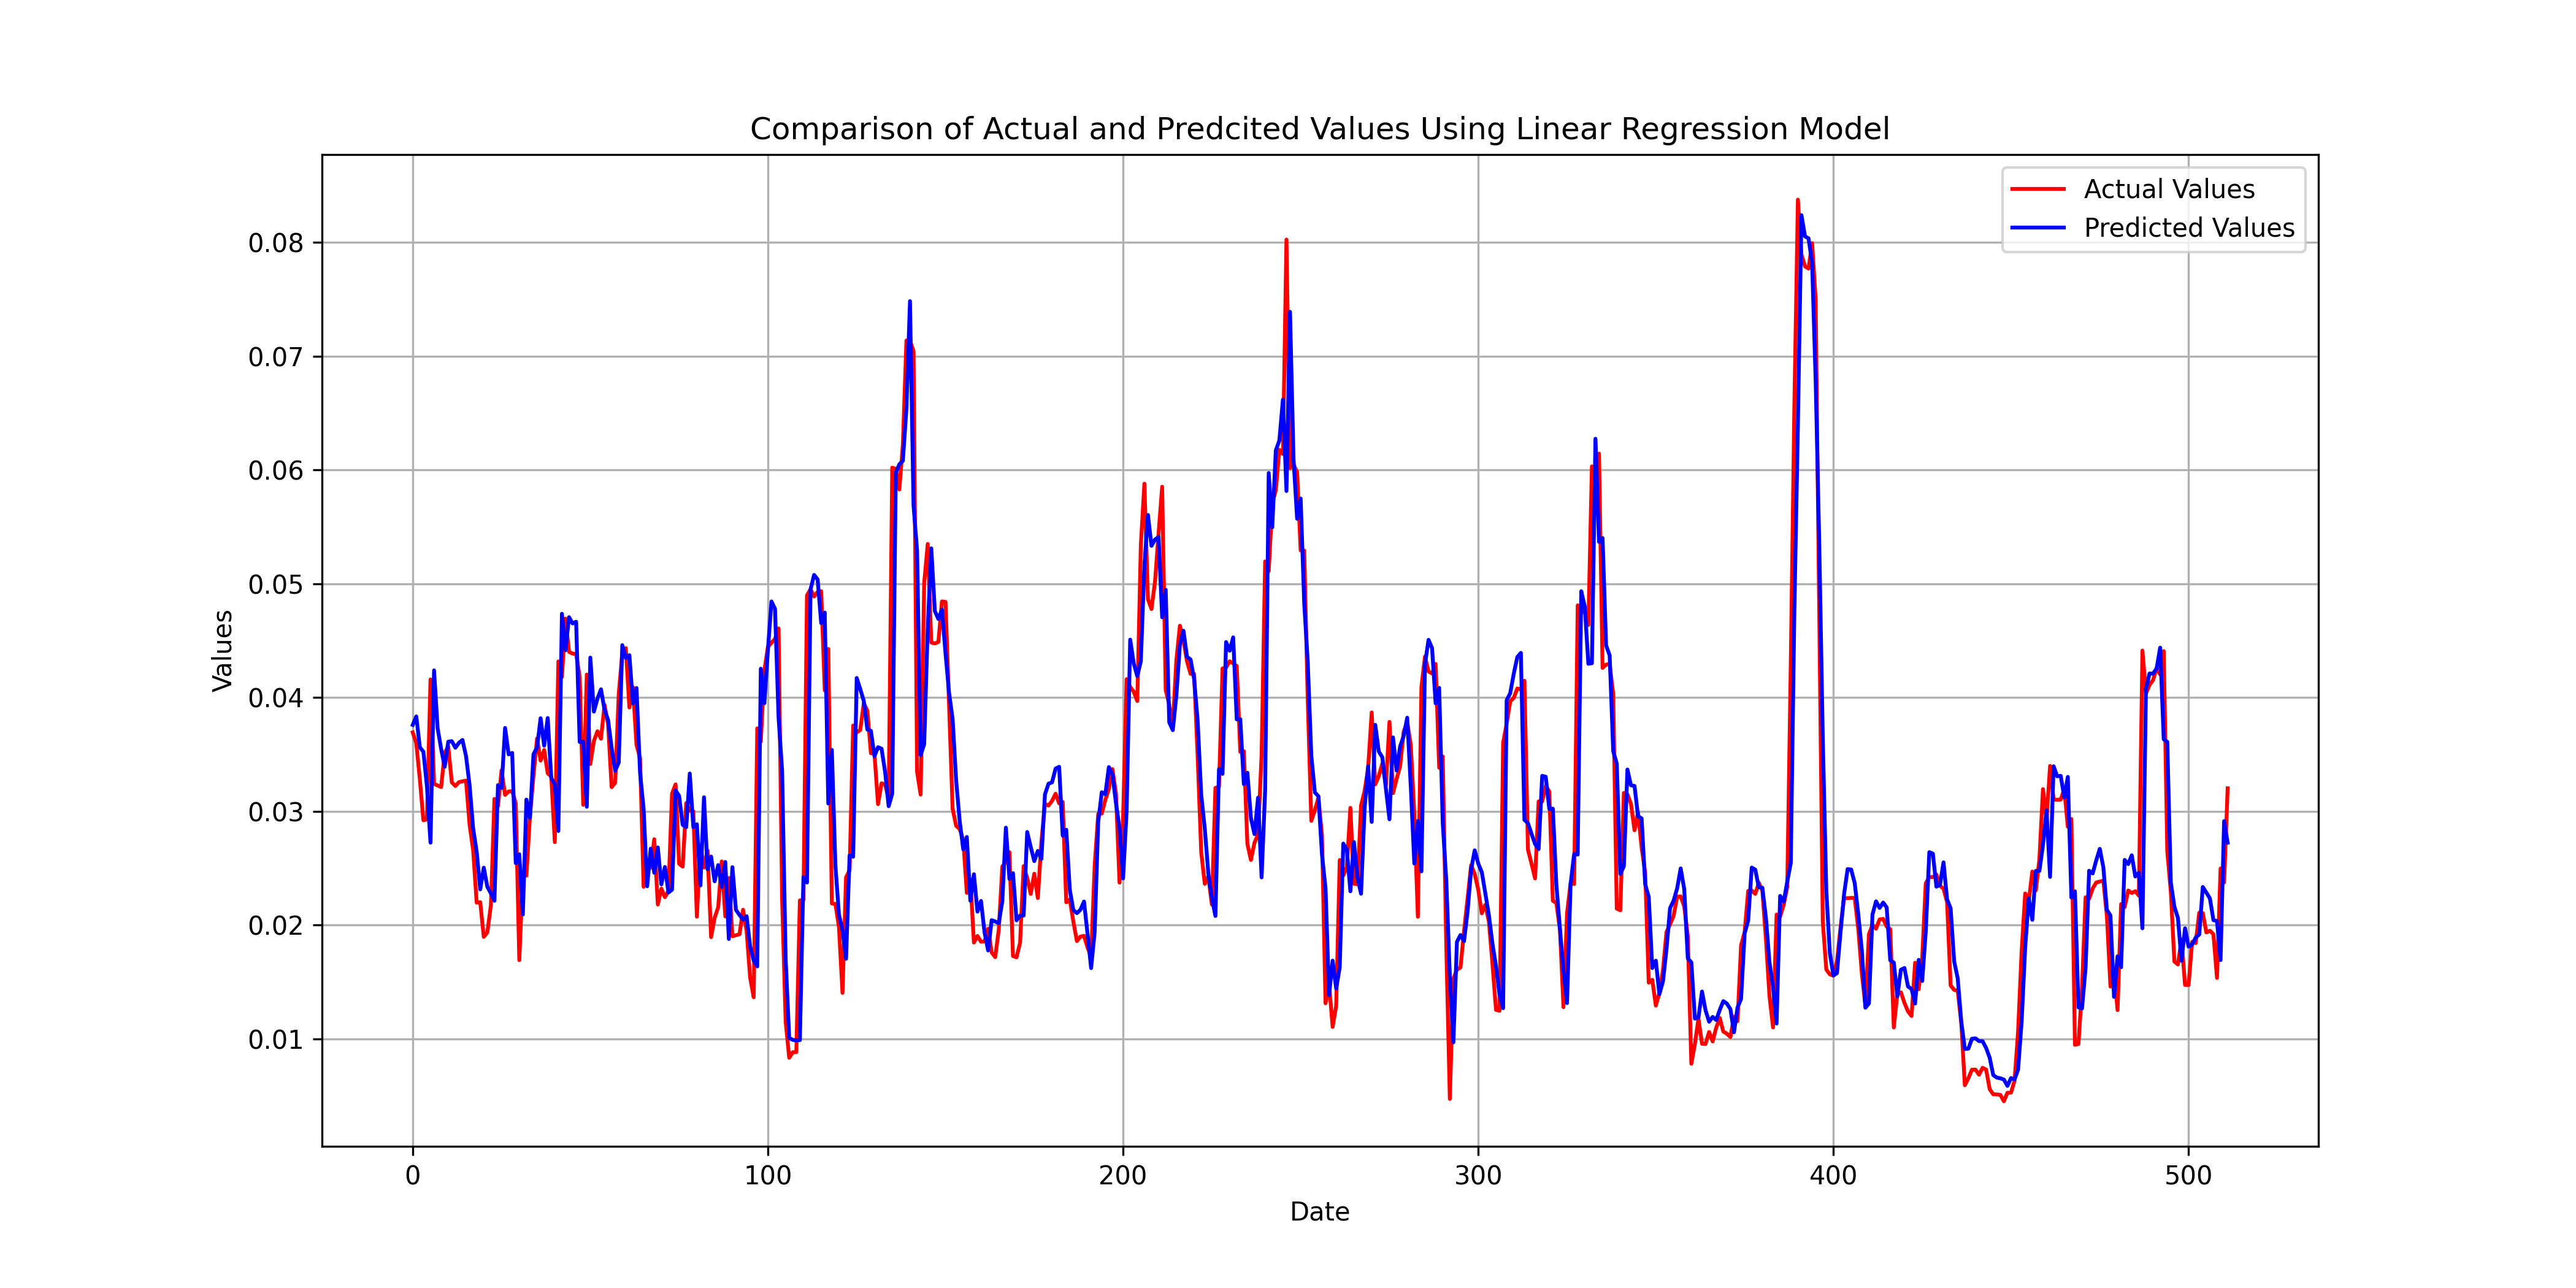 Comparison of Actual and Predcited Values Using Linear Regression Model
Actual Values
Predicted Values
Values
0.08
0.07
0.06
0.05
0.04
0.03
0.02
0.01
0 100 200 300 400 500
Date